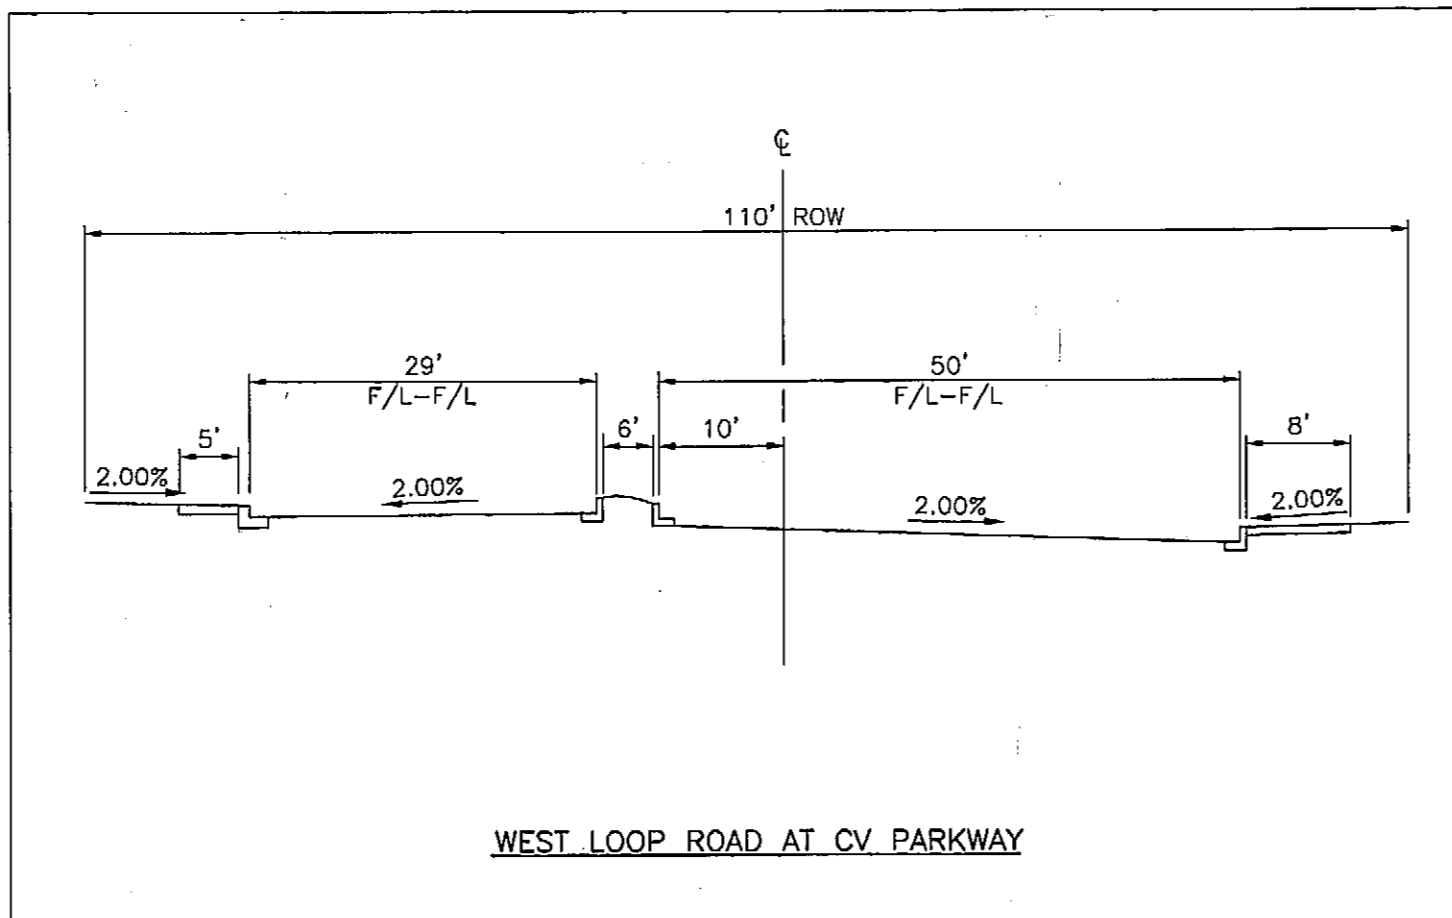 ℄
110' ROW
29'
F/L-F/L
50'
F/L-F/L
5'
6'
10'
8'
2.00%
2.00%
2.00%
2.00%
WEST LOOP ROAD AT CV PARKWAY